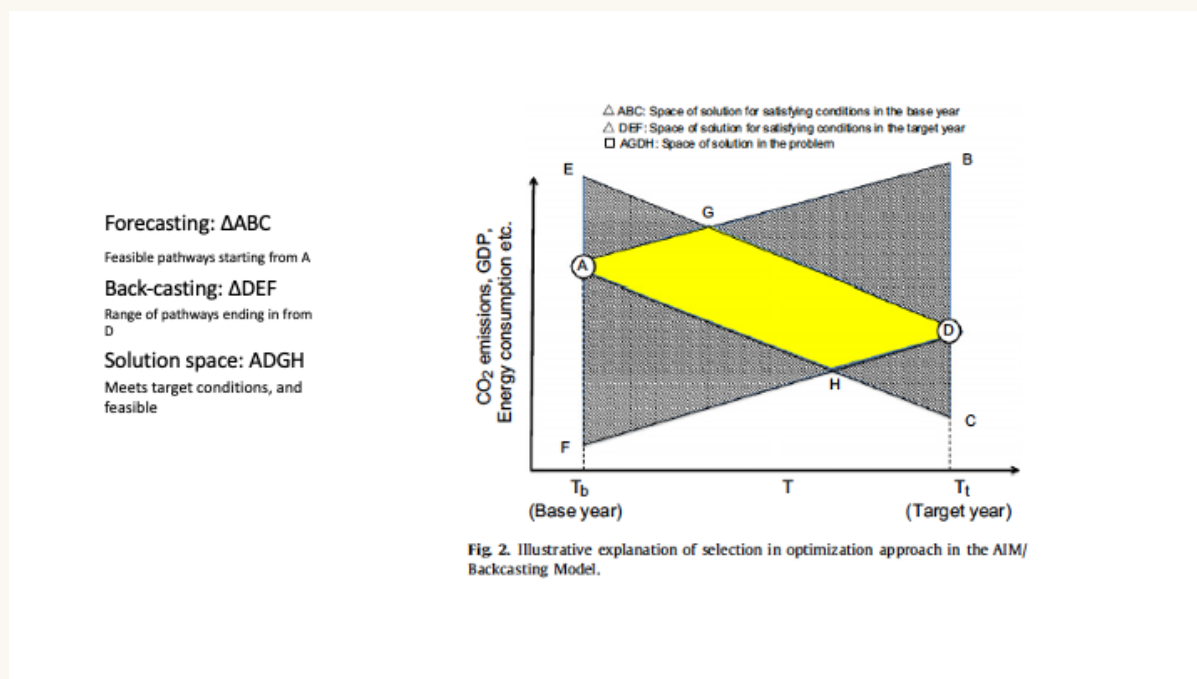 Forecasting: ΔABC
Feasible pathways starting from A
Back-casting: ΔDEF
Range of pathways ending in from
D
Solution space: ADGH
Meets target conditions, and
feasible
△ ABC: Space of solution for satisfying conditions in the base year
△ DEF: Space of solution for satisfying conditions in the target year
□ AGDH: Space of solution in the problem
E
B
G
A
D
H
C
F
CO₂ emissions, GDP,
Energy consumption etc.
Tb
T
Tt
(Base year)
(Target year)
Fig. 2. Illustrative explanation of selection in optimization approach in the AIM/
Backcasting Model.